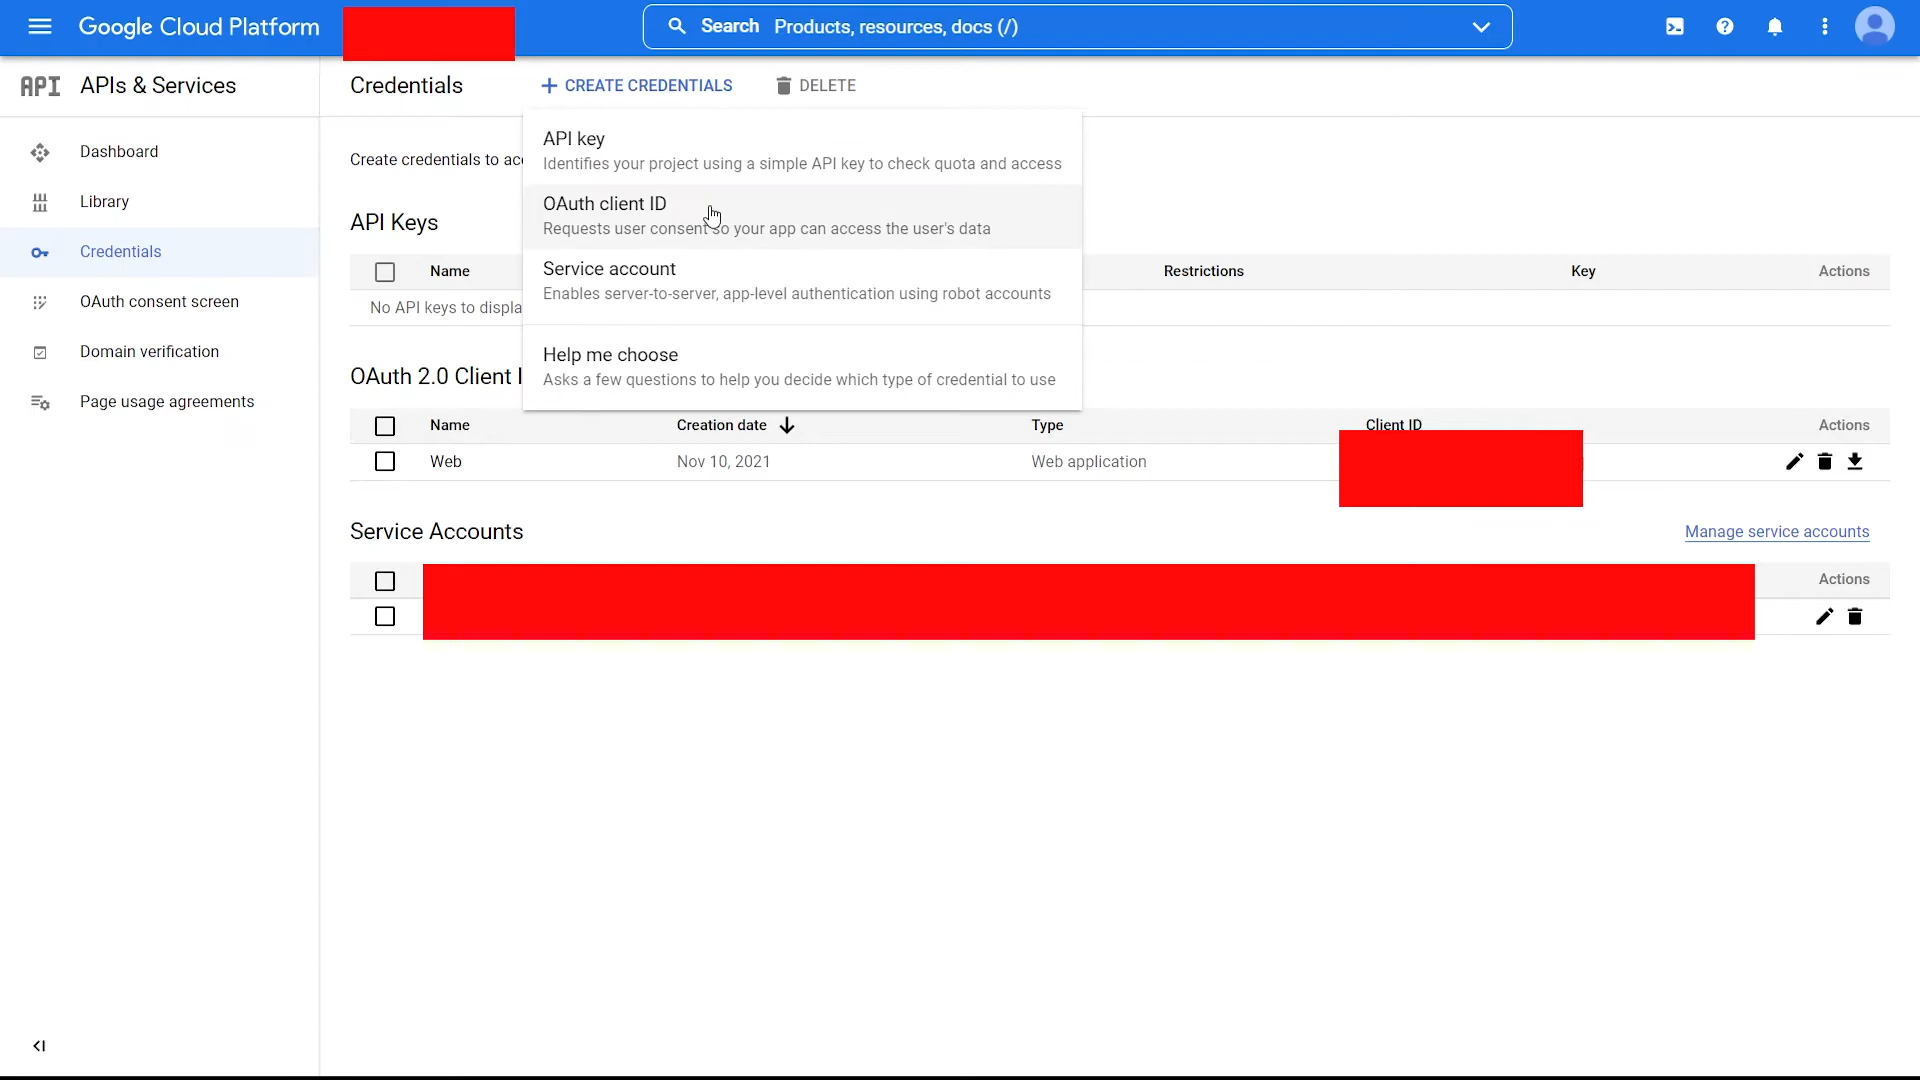 Google Cloud Platform
Search Products, resources, docs (/)
API APIs & Services
Credentials
CREATE CREDENTIALS
DELETE
Dashboard
Library
Credentials
OAuth consent screen
Domain verification
Page usage agreements
Create credentials to
API key
Identifies your project using a simple API key to check quota and access
OAuth client ID
Requests user consent so your app can access the user's data
Service account
Enables server-to-server, app-level authentication using robot accounts
Help me choose
Asks a few questions to help you decide which type of credential to use
API Keys
Name Restrictions Key Actions
No API keys to displa
OAuth 2.0 Client I
Name Creation date Type Client ID Actions
Web Nov 10, 2021 Web application
Service Accounts
Manage service accounts
Actions